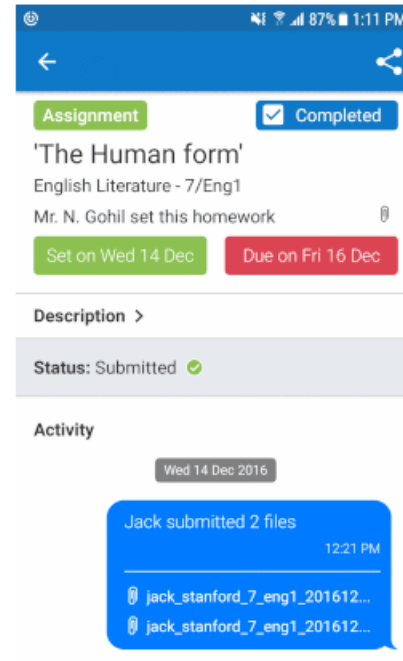 87% 1:11 PM
Assignment
Completed
'The Human form'
English Literature - 7/Eng1
Mr. N. Gohil set this homework
Set on Wed 14 Dec
Due on Fri 16 Dec
Description >
Status: Submitted
Activity
Wed 14 Dec 2016
Jack submitted 2 files
12:21 PM
jack_stanford_7_eng1_201612...
jack_stanford_7_eng1_201612...